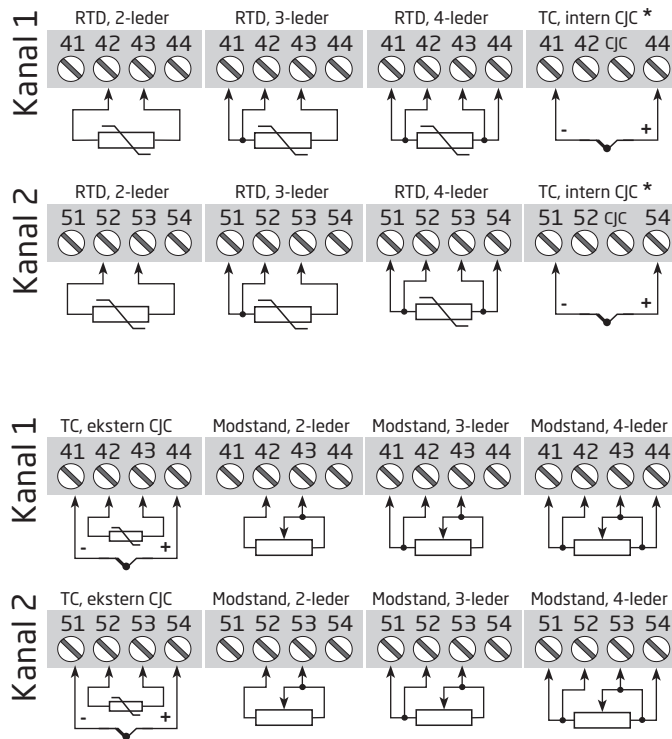 Kanal 1
RTD, 2-leder RTD, 3-leder RTD, 4-leder TC, intern CJC *
41 42 43 44 41 42 43 44 41 42 43 44 41 42 CJC 44
- +
Kanal 2
RTD, 2-leder RTD, 3-leder RTD, 4-leder TC, intern CJC *
51 52 53 54 51 52 53 54 51 52 53 54 51 52 CJC 54
- +
Kanal 1
TC, ekstern CJC Modstand, 2-leder Modstand, 3-leder Modstand, 4-leder
41 42 43 44 41 42 43 44 41 42 43 44 41 42 43 44
- +
Kanal 2
TC, ekstern CJC Modstand, 2-leder Modstand, 3-leder Modstand, 4-leder
51 52 53 54 51 52 53 54 51 52 53 54 51 52 53 54
- +